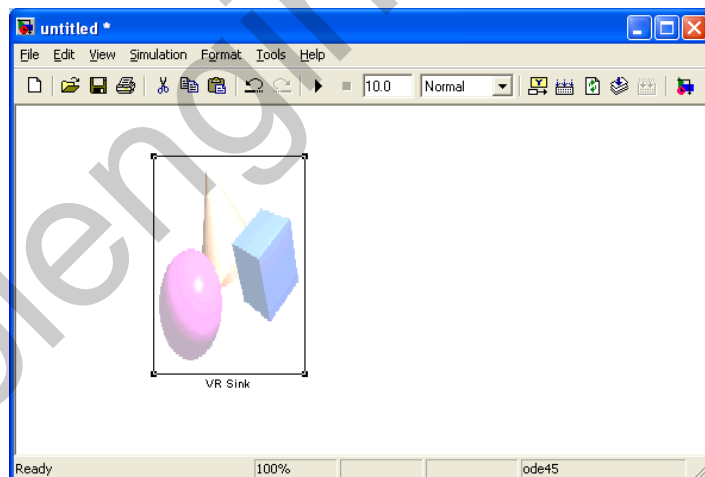 untitled *
File Edit View Simulation Format Tools Help
10.0 Normal
VR Sink
Ready 100% ode45